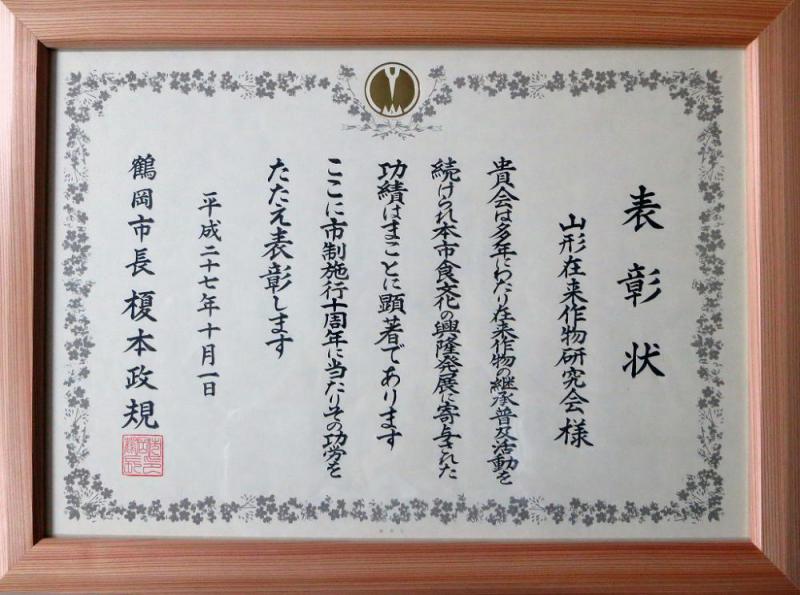 表彰状
山形在来作物研究会様
貴会は多年にわたり在来作物の継承普及活動を
続けられ本市食文化の興隆発展に寄与された
功績はまことに顕著であります
ここに市制施行十周年に当たりその功労を
たたえ表彰します
平成二十七年十月一日
鶴岡市長 榎本政規